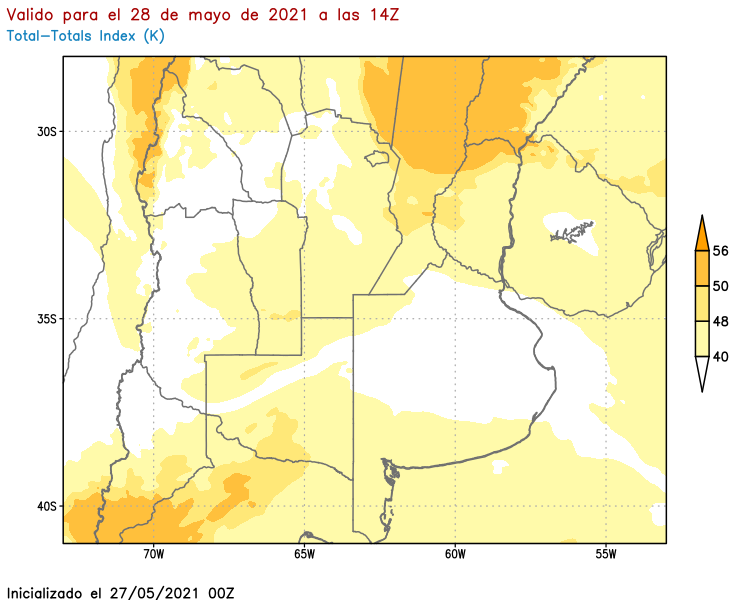 Valido para el 28 de mayo de 2021 a las 14Z
Total-Totals Index (K)
30S
35S
40S
70W
65W
60W
55W
56
50
48
40
Inicializado el 27/05/2021 00Z